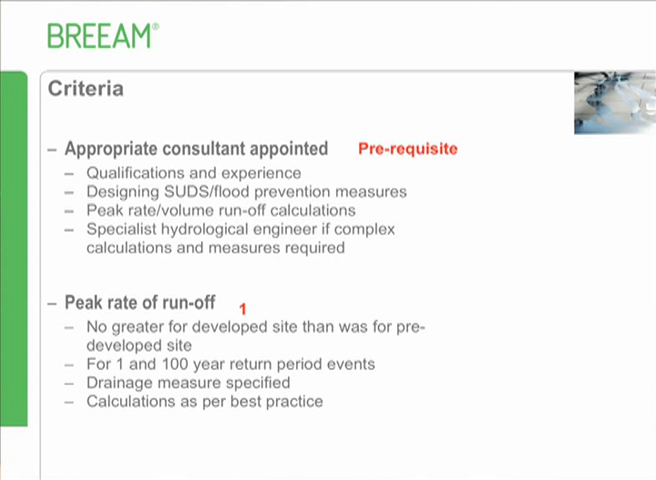 BREEAM®
Criteria
– Appropriate consultant appointed Pre-requisite
– Qualifications and experience
– Designing SUDS/flood prevention measures
– Peak rate/volume run-off calculations
– Specialist hydrological engineer if complex
calculations and measures required
– Peak rate of run-off 1
– No greater for developed site than was for pre-
developed site
– For 1 and 100 year return period events
– Drainage measure specified
– Calculations as per best practice